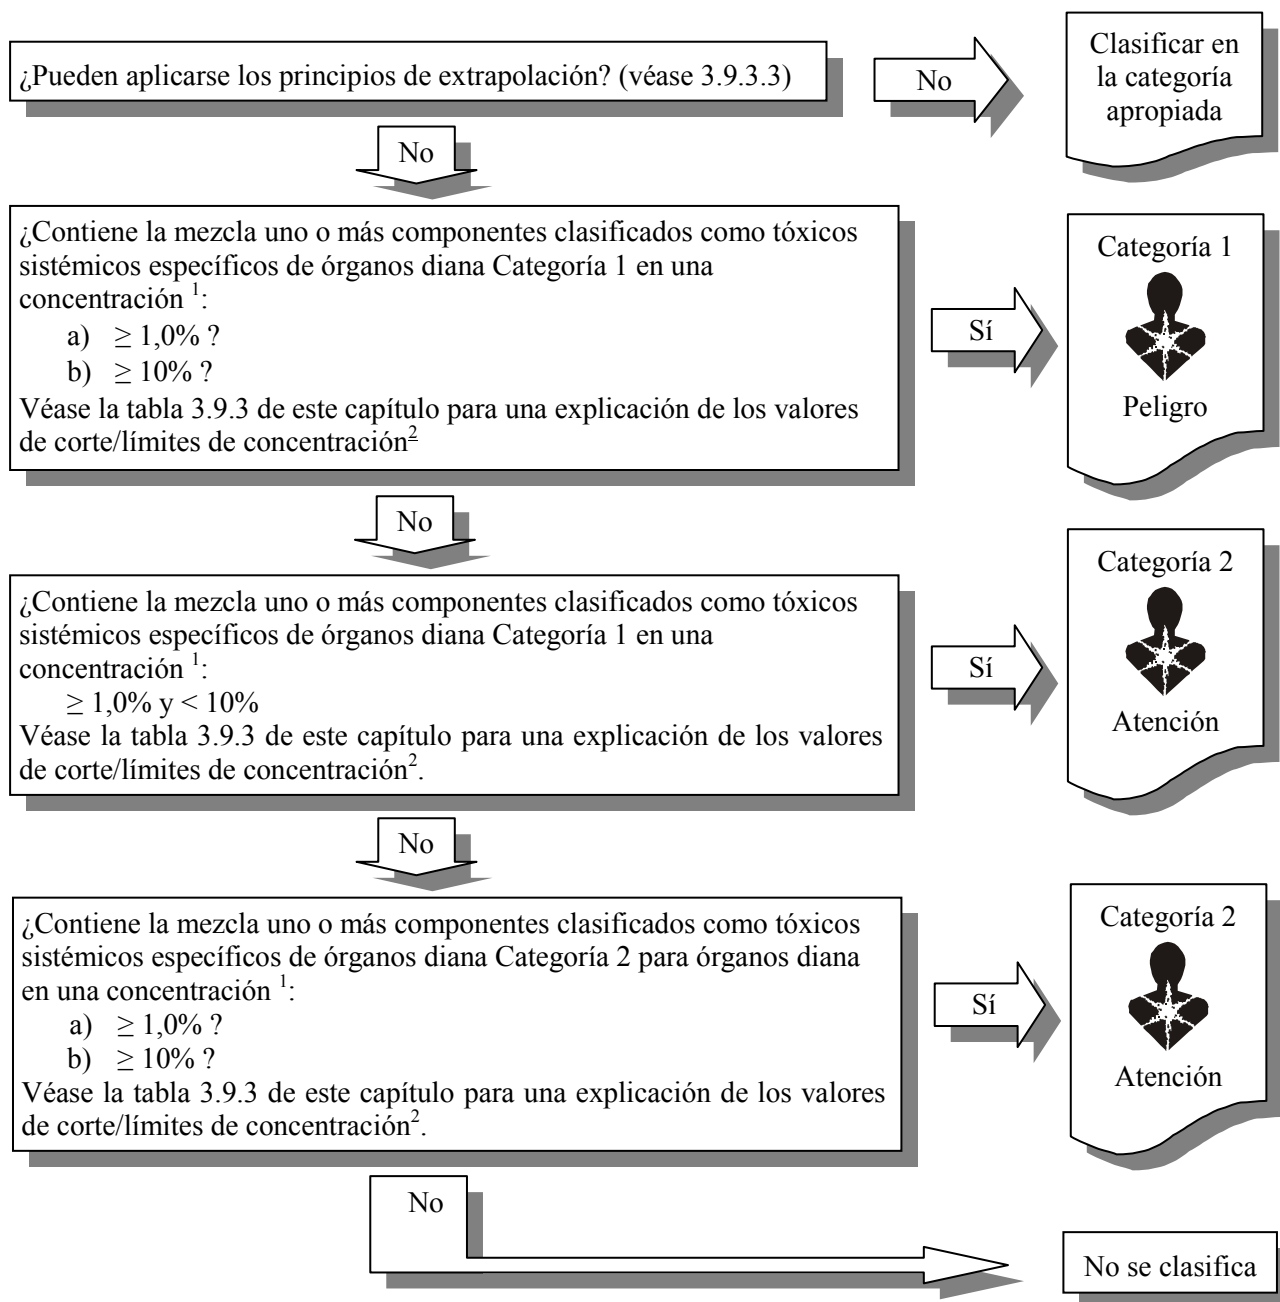 ¿Pueden aplicarse los principios de extrapolación? (véase 3.9.3.3)
No
Clasificar en
la categoría
apropiada
No
¿Contiene la mezcla uno o más componentes clasificados como tóxicos
sistémicos específicos de órganos diana Categoría 1 en una
concentración ¹:
a) ≥ 1,0% ?
b) ≥ 10% ?
Véase la tabla 3.9.3 de este capítulo para una explicación de los valores
de corte/límites de concentración²
Sí
Categoría 1
Peligro
No
¿Contiene la mezcla uno o más componentes clasificados como tóxicos
sistémicos específicos de órganos diana Categoría 1 en una
concentración ¹:
≥ 1,0% y < 10%
Véase la tabla 3.9.3 de este capítulo para una explicación de los valores
de corte/límites de concentración².
Sí
Categoría 2
Atención
No
¿Contiene la mezcla uno o más componentes clasificados como tóxicos
sistémicos específicos de órganos diana Categoría 2 para órganos diana
en una concentración ¹:
a) ≥ 1,0% ?
b) ≥ 10% ?
Véase la tabla 3.9.3 de este capítulo para una explicación de los valores
de corte/límites de concentración².
Sí
Categoría 2
Atención
No
No se clasifica